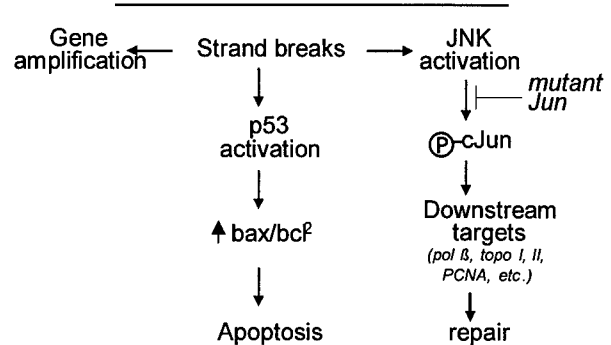 Gene
amplification
Strand breaks
JNK
activation
mutant
Jun
p53
activation
P cJun
bax/bcl2
Downstream
targets
(pol ß, topo I, II,
PCNA, etc.)
Apoptosis
repair